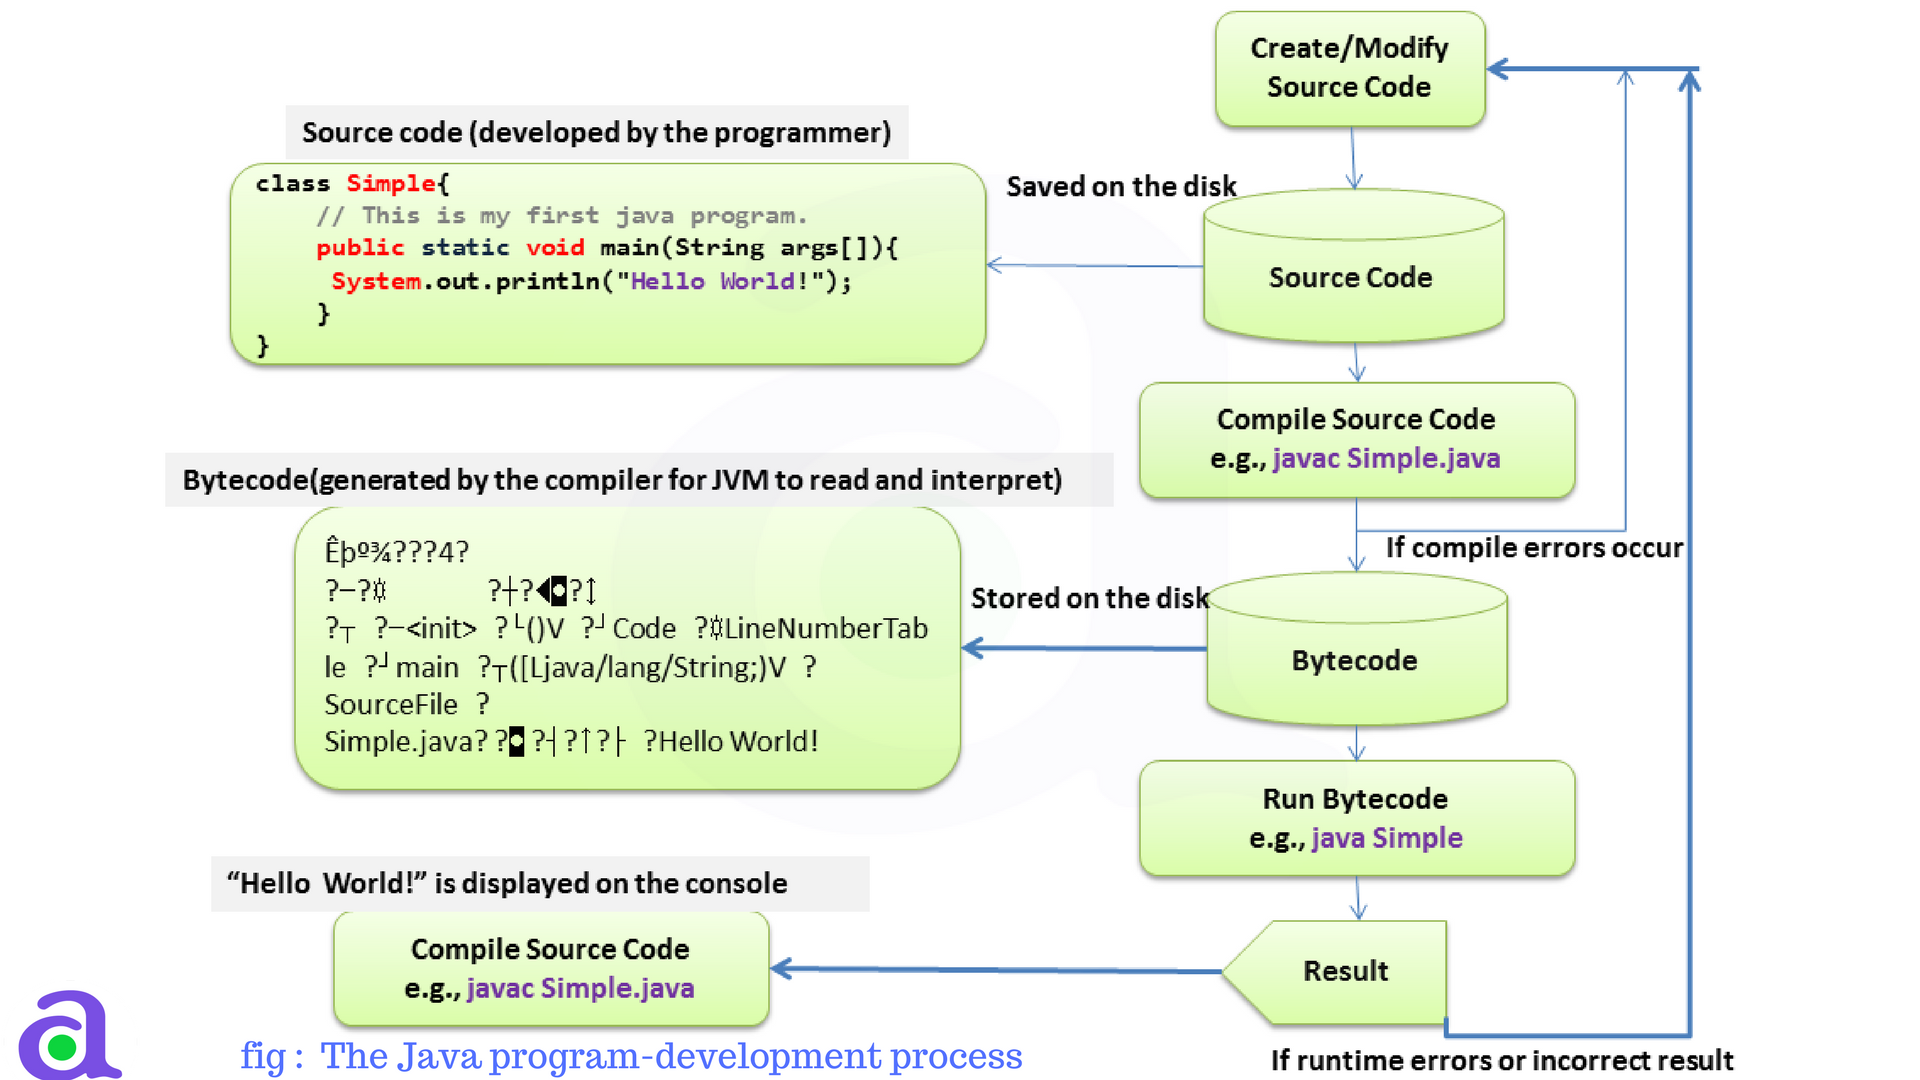 Create/Modify
Source Code
Source code (developed by the programmer)
class Simple{
// This is my first java program.
public static void main(String args[]){
System.out.println("Hello World!");
}
}
Saved on the disk
Source Code
Compile Source Code
e.g., javac Simple.java
If compile errors occur
Bytecode(generated by the compiler for JVM to read and interpret)
Êþº¾???4?
?─?¤ ?┼?◀◘?↕
?┬ ?─<init> ?└()V ?┘Code ?¤LineNumberTab
le ?┘main ?┬([Ljava/lang/String;)V ?
SourceFile ?
Simple.java? ?◘ ?┤?↑?├ ?Hello World!
Stored on the disk
Bytecode
Run Bytecode
e.g., java Simple
“Hello World!” is displayed on the console
Compile Source Code
e.g., javac Simple.java
Result
If runtime errors or incorrect result
a
fig : The Java program-development process